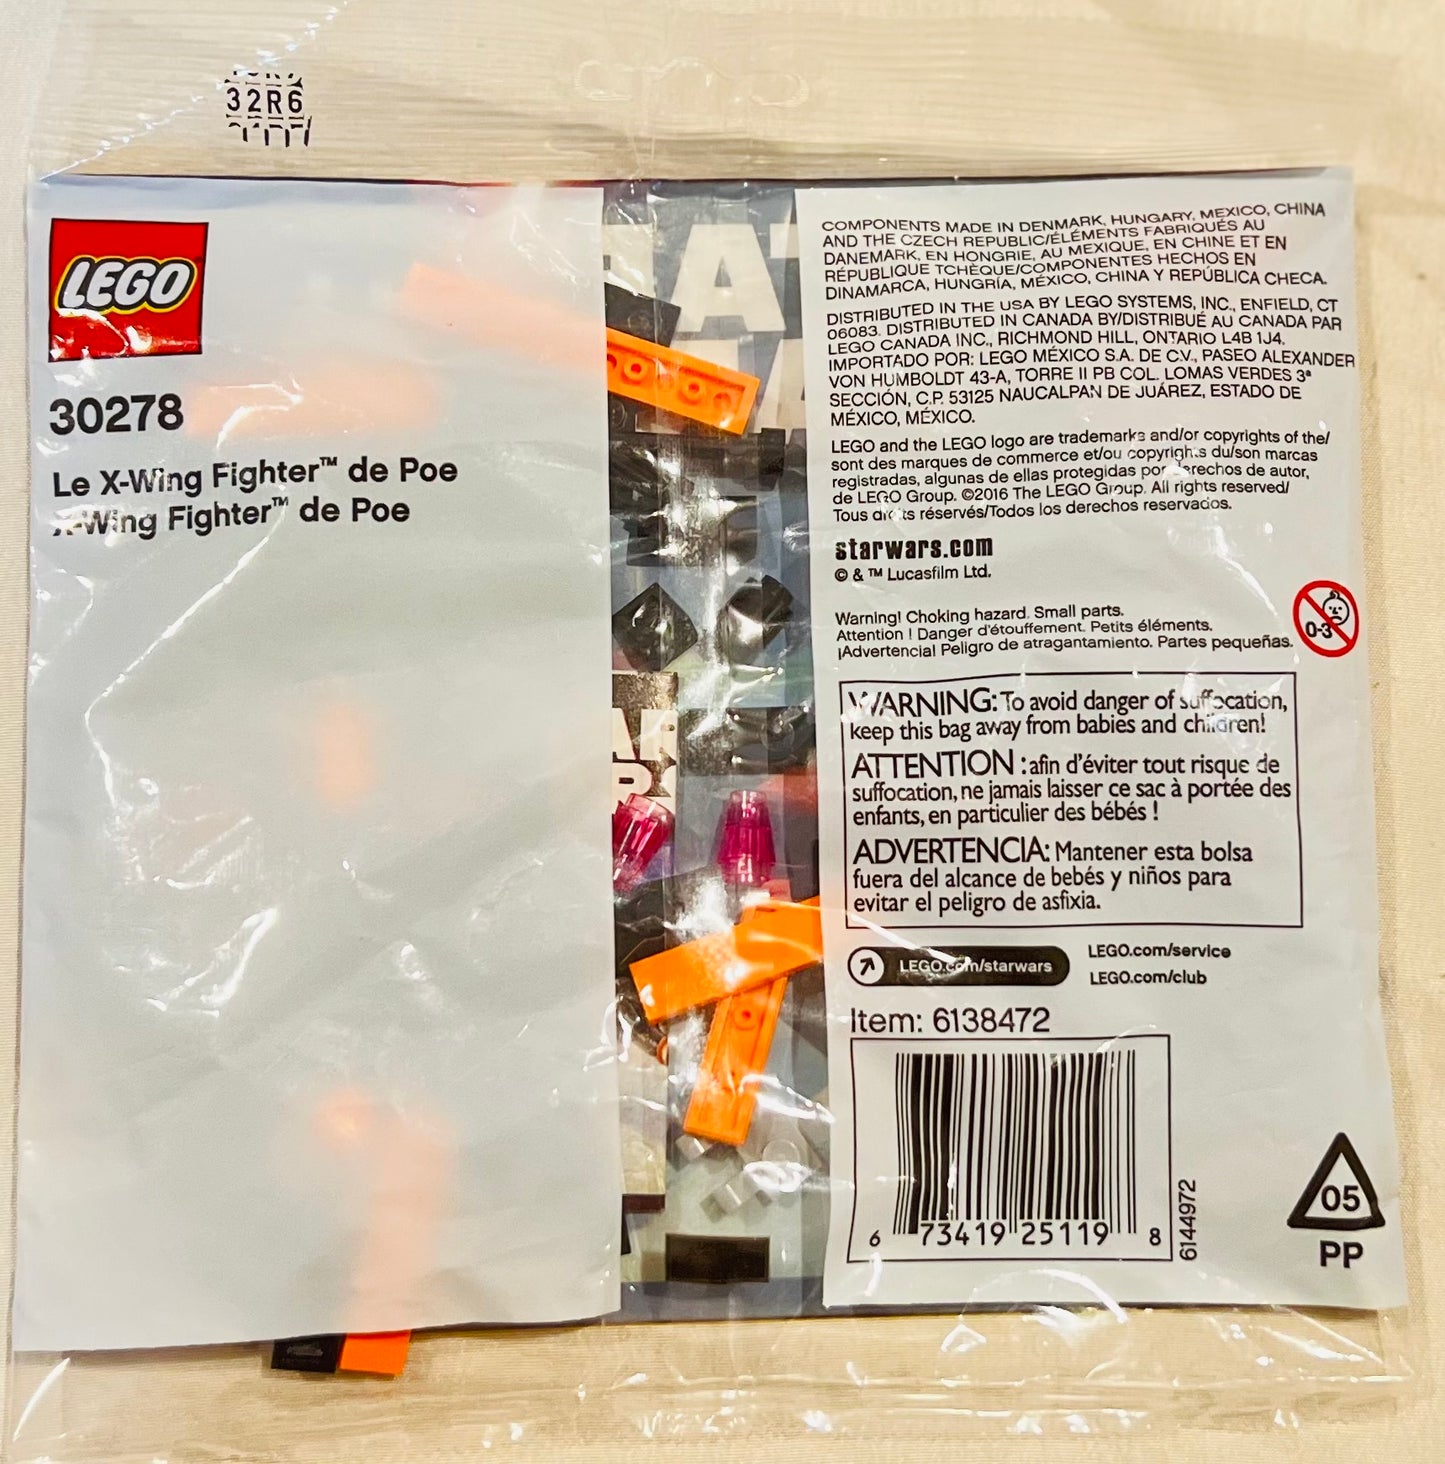 32R6
LEGO
30278
Le X-Wing Fighter™ de Poe
X-Wing Fighter™ de Poe
COMPONENTS MADE IN DENMARK, HUNGARY, MEXICO, CHINA
AND THE CZECH REPUBLIC/ÉLÉMENTS FABRIQUÉS AU
DANEMARK, EN HONGRIE, AU MEXIQUE, EN CHINE ET EN
RÉPUBLIQUE TCHÈQUE/COMPONENTES HECHOS EN
DINAMARCA, HUNGRÍA, MÉXICO, CHINA Y REPÚBLICA CHECA.
DISTRIBUTED IN THE USA BY LEGO SYSTEMS, INC., ENFIELD, CT
06083. DISTRIBUTED IN CANADA BY/DISTRIBUÉ AU CANADA PAR
LEGO CANADA INC., RICHMOND HILL, ONTARIO L4B 1J4.
IMPORTADO POR: LEGO MÉXICO S.A. DE C.V., PASEO ALEXANDER
VON HUMBOLDT 43-A, TORRE II PB COL. LOMAS VERDES 3ª
SECCIÓN, C.P. 53125 NAUCALPAN DE JUÁREZ, ESTADO DE
MÉXICO, MÉXICO.
LEGO and the LEGO logo are trademarks and/or copyrights of the/
sont des marques de commerce et/ou copyrights du/son marcas
registradas, algunas de ellas protegidas por derechos de autor,
de LEGO Group. ©2016 The LEGO Group. All rights reserved/
Tous droits réservés/Todos los derechos reservados.
starwars.com
© & ™ Lucasfilm Ltd.
Warning! Choking hazard. Small parts.
Attention ! Danger d'étouffement. Petits éléments.
¡Advertencia! Peligro de atragantamiento. Partes pequeñas.
0-3
WARNING: To avoid danger of suffocation,
keep this bag away from babies and children!
ATTENTION : afin d'éviter tout risque de
suffocation, ne jamais laisser ce sac à portée des
enfants, en particulier des bébés !
ADVERTENCIA: Mantener esta bolsa
fuera del alcance de bebés y niños para
evitar el peligro de asfixia.
LEGO.com/starwars
LEGO.com/service
LEGO.com/club
Item: 6138472
6 73419 25119 8
6144972
05
PP